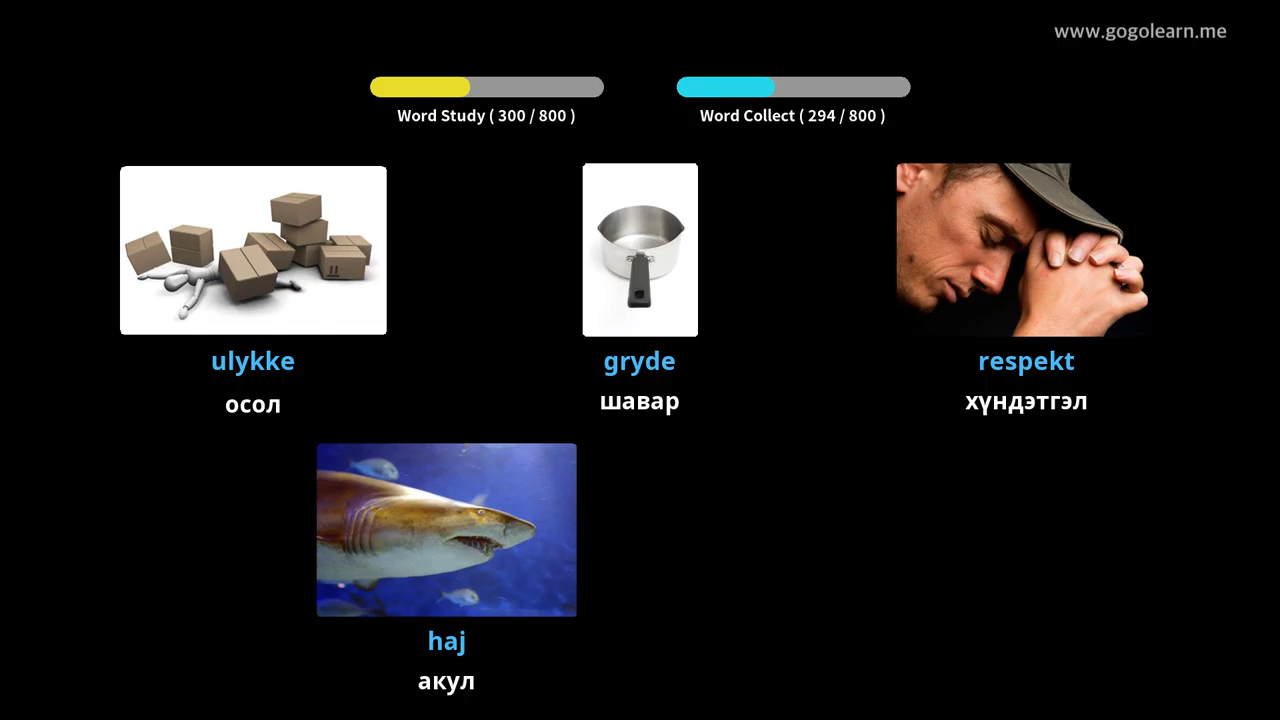 www.gogolearn.me
Word Study ( 300 / 800 )
Word Collect ( 294 / 800 )
ulykke
gryde
respekt
осол
шавар
хүндэтгэл
haj
акул